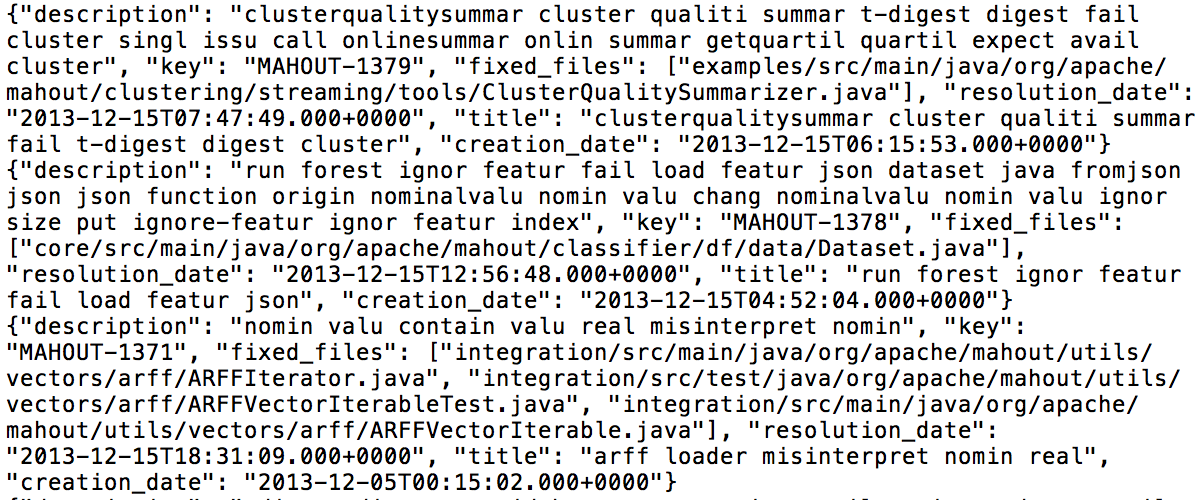 {"description": "clusterqualitysummar cluster qualiti summar t-digest digest fail
cluster singl issu call onlinesummar onlin summar getquartil quartil expect avail
cluster", "key": "MAHOUT-1379", "fixed_files": ["examples/src/main/java/org/apache/
mahout/clustering/streaming/tools/ClusterQualitySummarizer.java"], "resolution_date":
"2013-12-15T07:47:49.000+0000", "title": "clusterqualitysummar cluster qualiti summar
fail t-digest digest cluster", "creation_date": "2013-12-15T06:15:53.000+0000"}
{"description": "run forest ignor featur fail load featur json dataset java fromjson
json json function origin nominalvalu nomin valu chang nominalvalu nomin valu ignor
size put ignore-featur ignor featur index", "key": "MAHOUT-1378", "fixed_files":
["core/src/main/java/org/apache/mahout/classifier/df/data/Dataset.java"],
"resolution_date": "2013-12-15T12:56:48.000+0000", "title": "run forest ignor featur
fail load featur json", "creation_date": "2013-12-15T04:52:04.000+0000"}
{"description": "nomin valu contain valu real misinterpret nomin", "key":
"MAHOUT-1371", "fixed_files": ["integration/src/main/java/org/apache/mahout/utils/
vectors/arff/ARFFIterator.java", "integration/src/test/java/org/apache/mahout/utils/
vectors/arff/ARFFVectorIterableTest.java", "integration/src/main/java/org/apache/
mahout/utils/vectors/arff/ARFFVectorIterable.java"], "resolution_date":
"2013-12-15T18:31:09.000+0000", "title": "arff loader misinterpret nomin real",
"creation_date": "2013-12-05T00:15:02.000+0000"}